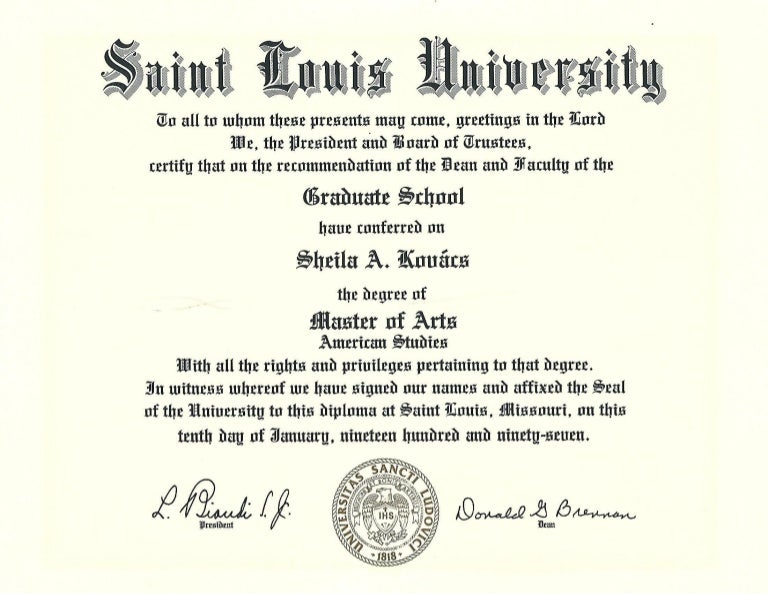 Saint Louis University
To all to whom these presents may come, greetings in the Lord
We, the President and Board of Trustees,
certify that on the recommendation of the Dean and Faculty of the
Graduate School
have conferred on
Sheila A. Kovács
the degree of
Master of Arts
American Studies
With all the rights and privileges pertaining to that degree.
In witness whereof we have signed our names and affixed the Seal
of the University to this diploma at Saint Louis, Missouri, on this
tenth day of January, nineteen hundred and ninety-seven.
UNIVERSITAS SANCTI LUDOVICI
IHS
1818
L. Biondi S.J.
President
Donald G Brennan
Dean